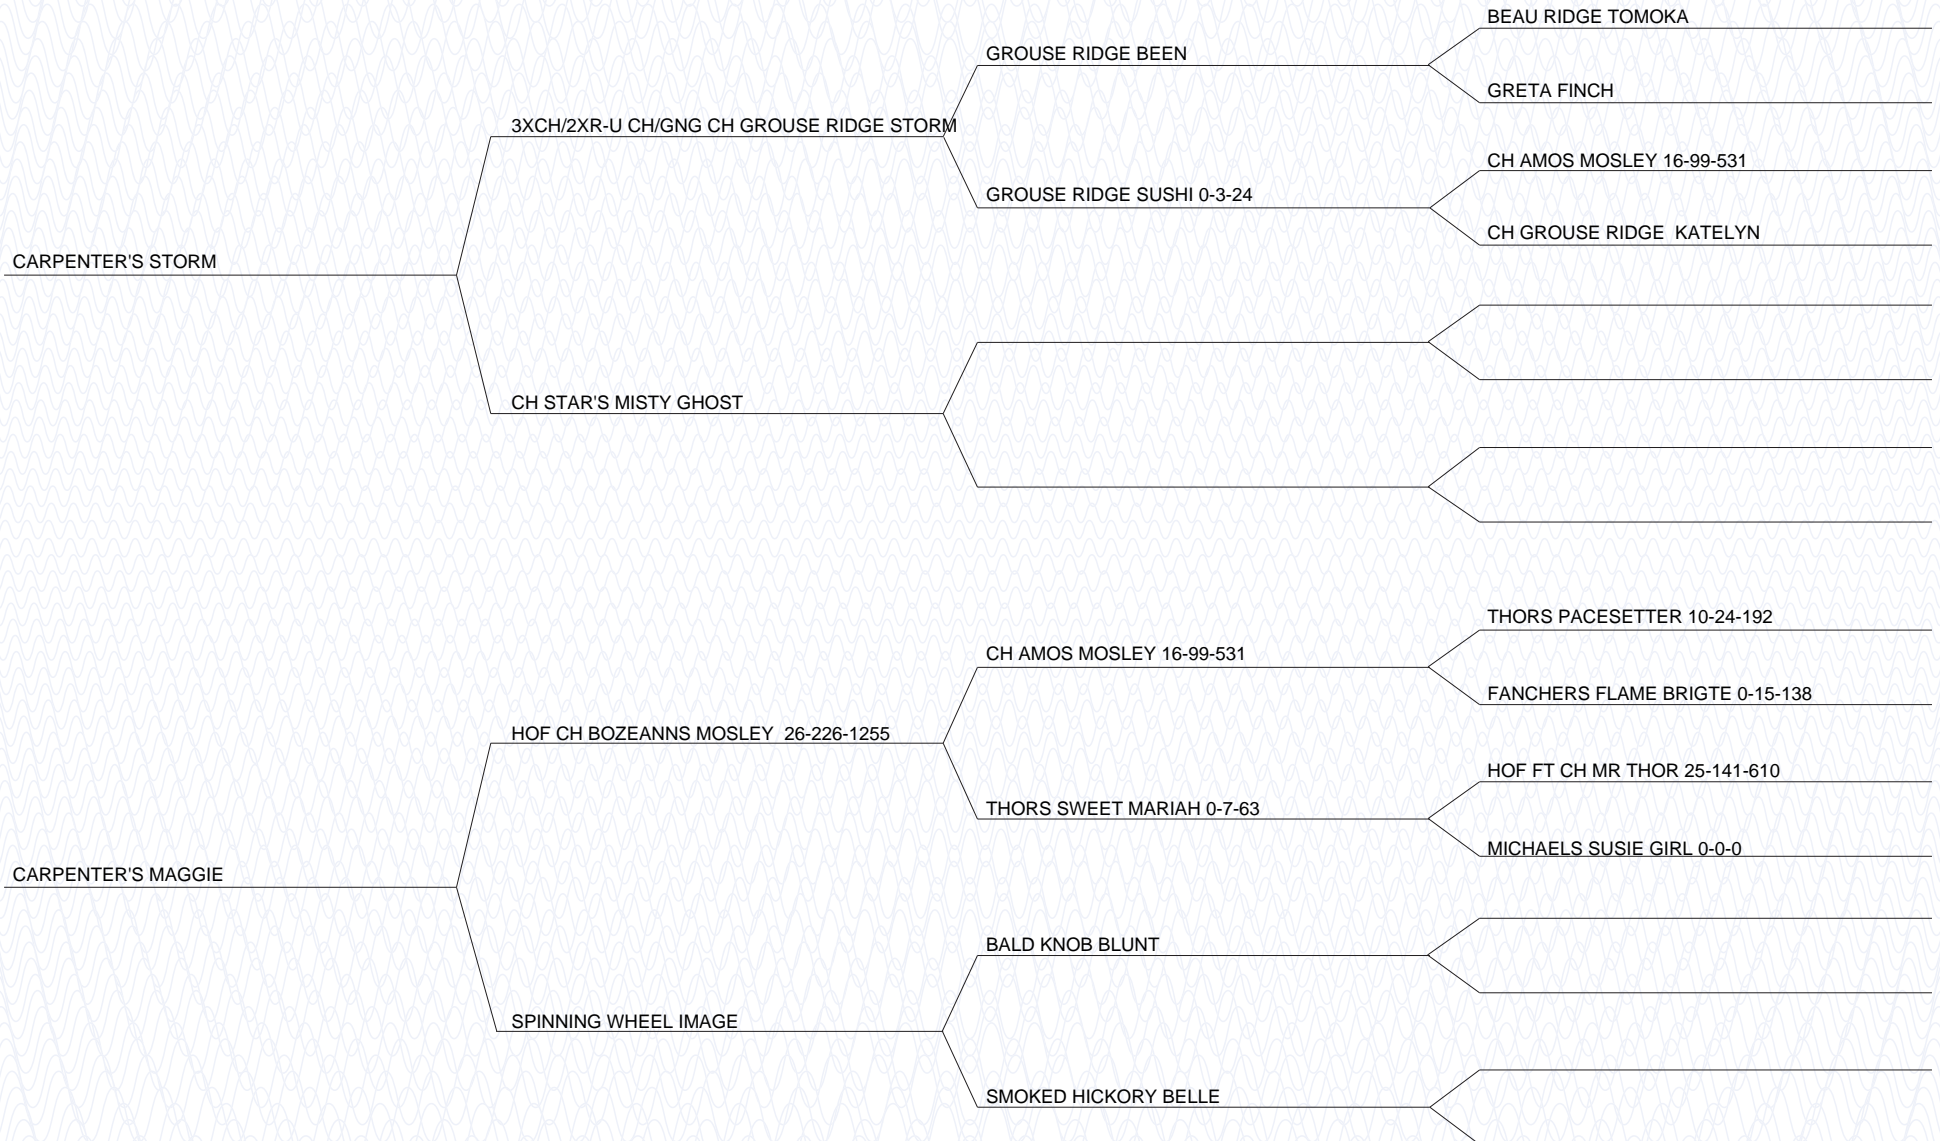 BEAU RIDGE TOMOKA
GROUSE RIDGE BEEN
GRETA FINCH
3XCH/2XR-U CH/GNG CH GROUSE RIDGE STORM
CH AMOS MOSLEY 16-99-531
GROUSE RIDGE SUSHI 0-3-24
CH GROUSE RIDGE  KATELYN
CARPENTER'S STORM
CH STAR'S MISTY GHOST
THORS PACESETTER 10-24-192
CH AMOS MOSLEY 16-99-531
FANCHERS FLAME BRIGTE 0-15-138
HOF CH BOZEANNS MOSLEY  26-226-1255
HOF FT CH MR THOR 25-141-610
THORS SWEET MARIAH 0-7-63
MICHAELS SUSIE GIRL 0-0-0
CARPENTER'S MAGGIE
BALD KNOB BLUNT
SPINNING WHEEL IMAGE
SMOKED HICKORY BELLE